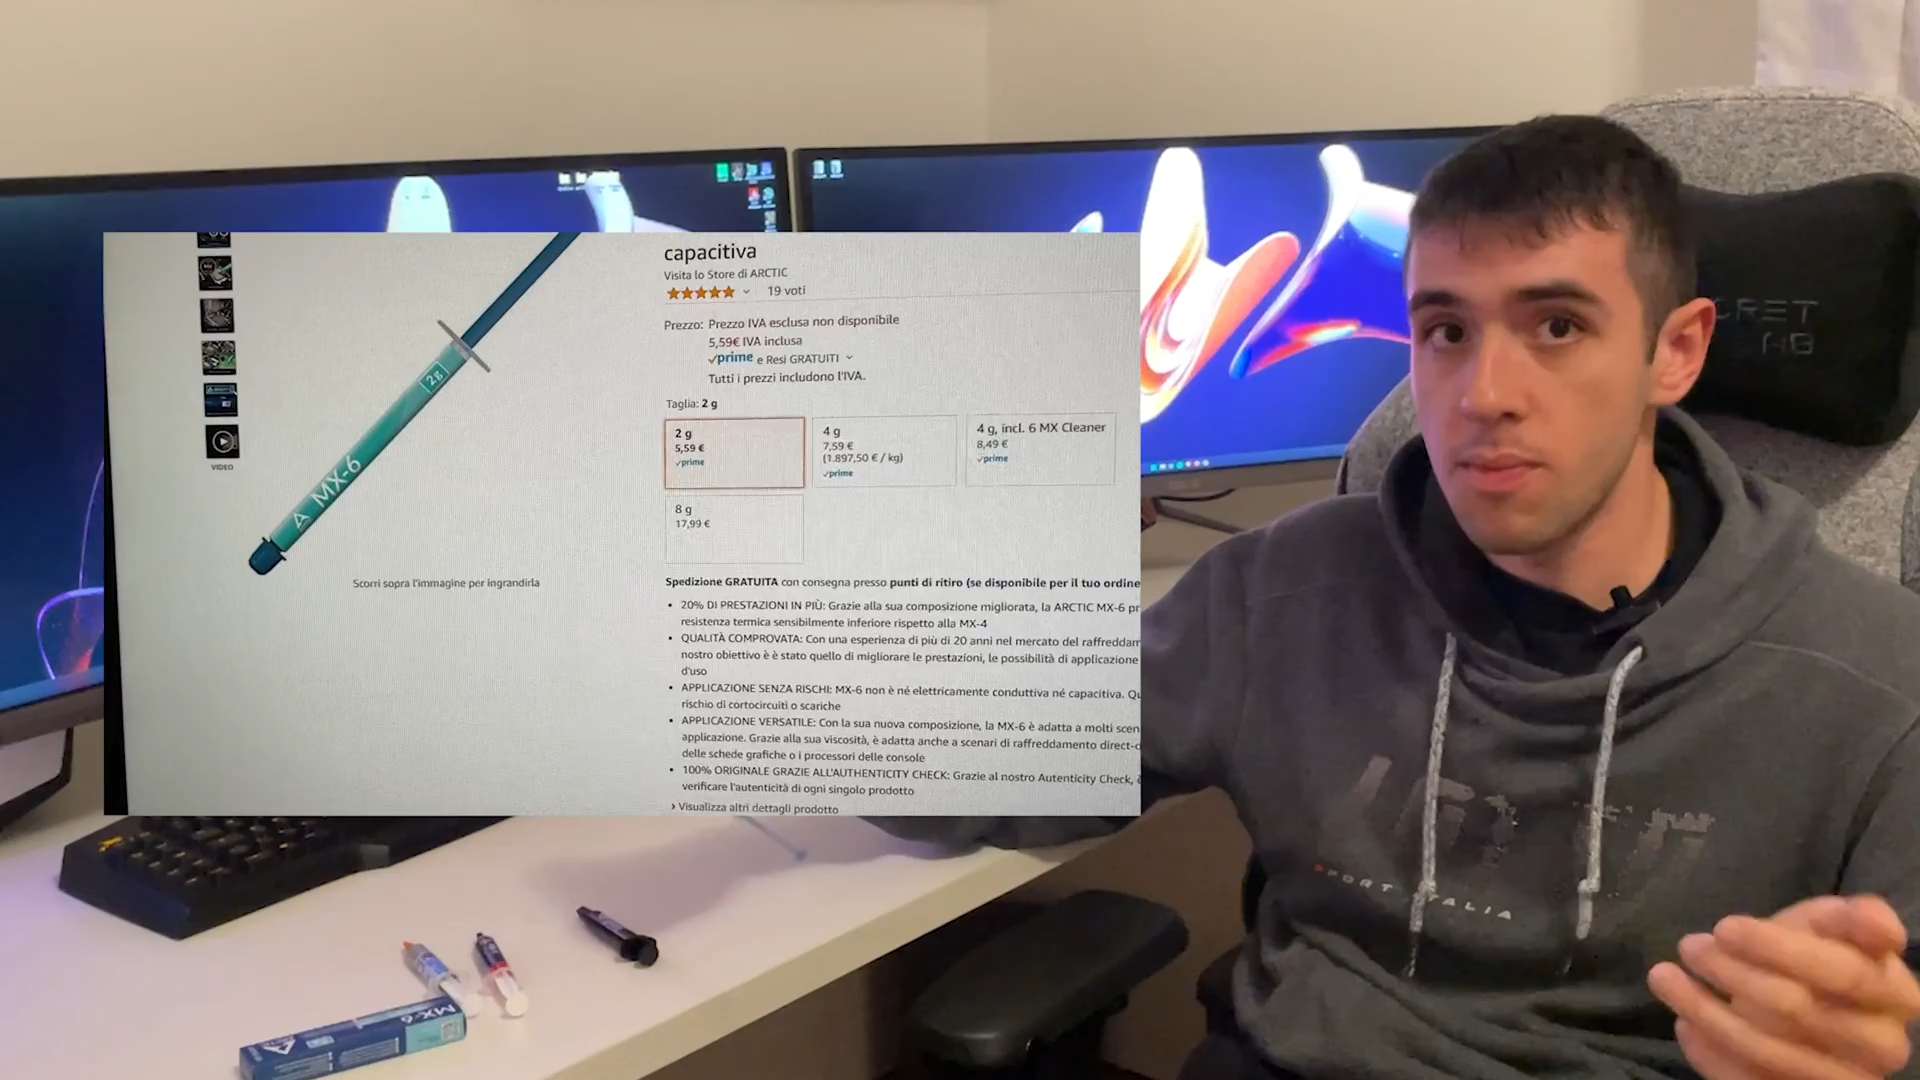 capacitiva
Visita lo Store di ARCTIC
19 voti
Prezzo: Prezzo IVA esclusa non disponibile
5,59€ IVA inclusa
prime e Resi GRATUITI
Tutti i prezzi includono l'IVA.
Taglia: 2 g
2 g
5,59 €
prime
4 g
7,59 €
(1.897,50 € / kg)
prime
4 g, incl. 6 MX Cleaner
8,49 €
prime
8 g
17,99 €
2g
MX-6
VIDEO
Scorri sopra l'immagine per ingrandirla
Spedizione GRATUITA con consegna presso punti di ritiro (se disponibile per il tuo ordine
• 20% DI PRESTAZIONI IN PIÙ: Grazie alla sua composizione migliorata, la ARCTIC MX-6 pr
resistenza termica sensibilmente inferiore rispetto alla MX-4
• QUALITÀ COMPROVATA: Con una esperienza di più di 20 anni nel mercato del raffreddam
nostro obiettivo è è stato quello di migliorare le prestazioni, le possibilità di applicazione
d'uso
• APPLICAZIONE SENZA RISCHI: MX-6 non è né elettricamente conduttiva né capacitiva. Qu
rischio di cortocircuiti o scariche
• APPLICAZIONE VERSATILE: Con la sua nuova composizione, la MX-6 è adatta a molti scen
applicazione. Grazie alla sua viscosità, è adatta anche a scenari di raffreddamento direct-d
delle schede grafiche o i processori delle console
• 100% ORIGINALE GRAZIE ALL'AUTHENTICITY CHECK: Grazie al nostro Autenticity Check, è
verificare l'autenticità di ogni singolo prodotto
› Visualizza altri dettagli prodotto
CRET
AB
SPORT ITALIA
MX-6